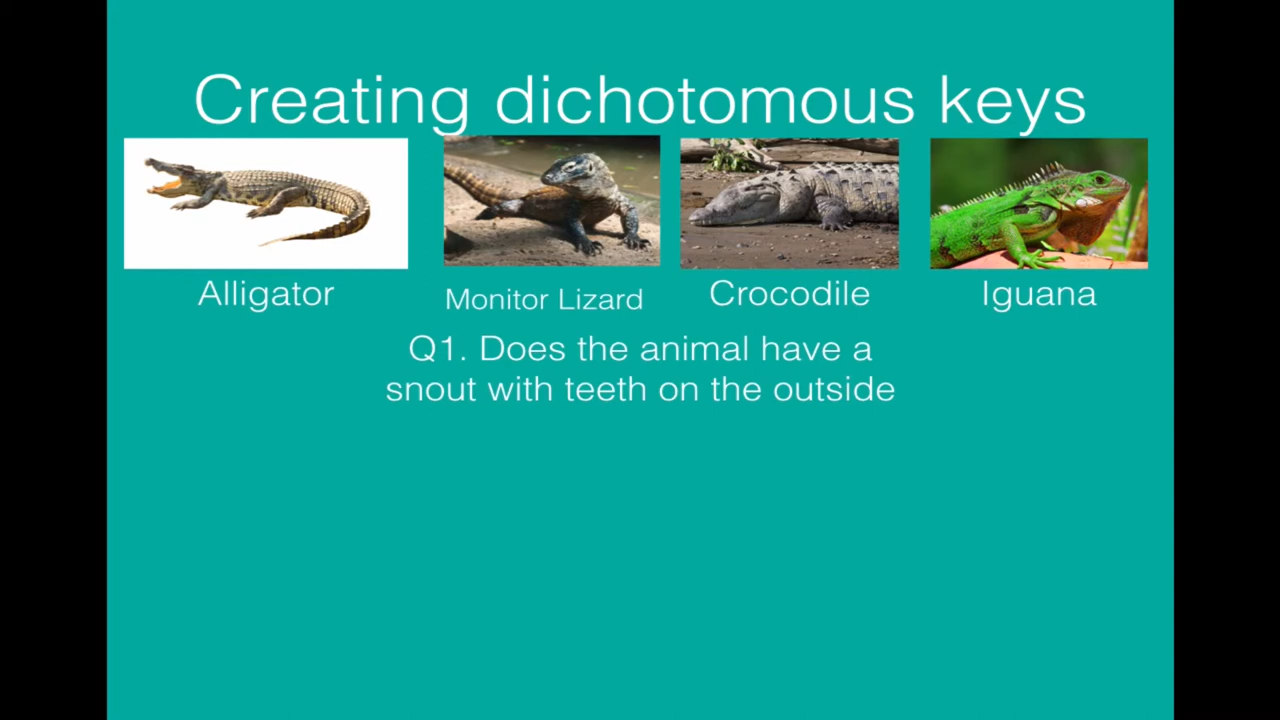 Creating dichotomous keys
Alligator
Monitor Lizard
Crocodile
Iguana
Q1. Does the animal have a
snout with teeth on the outside